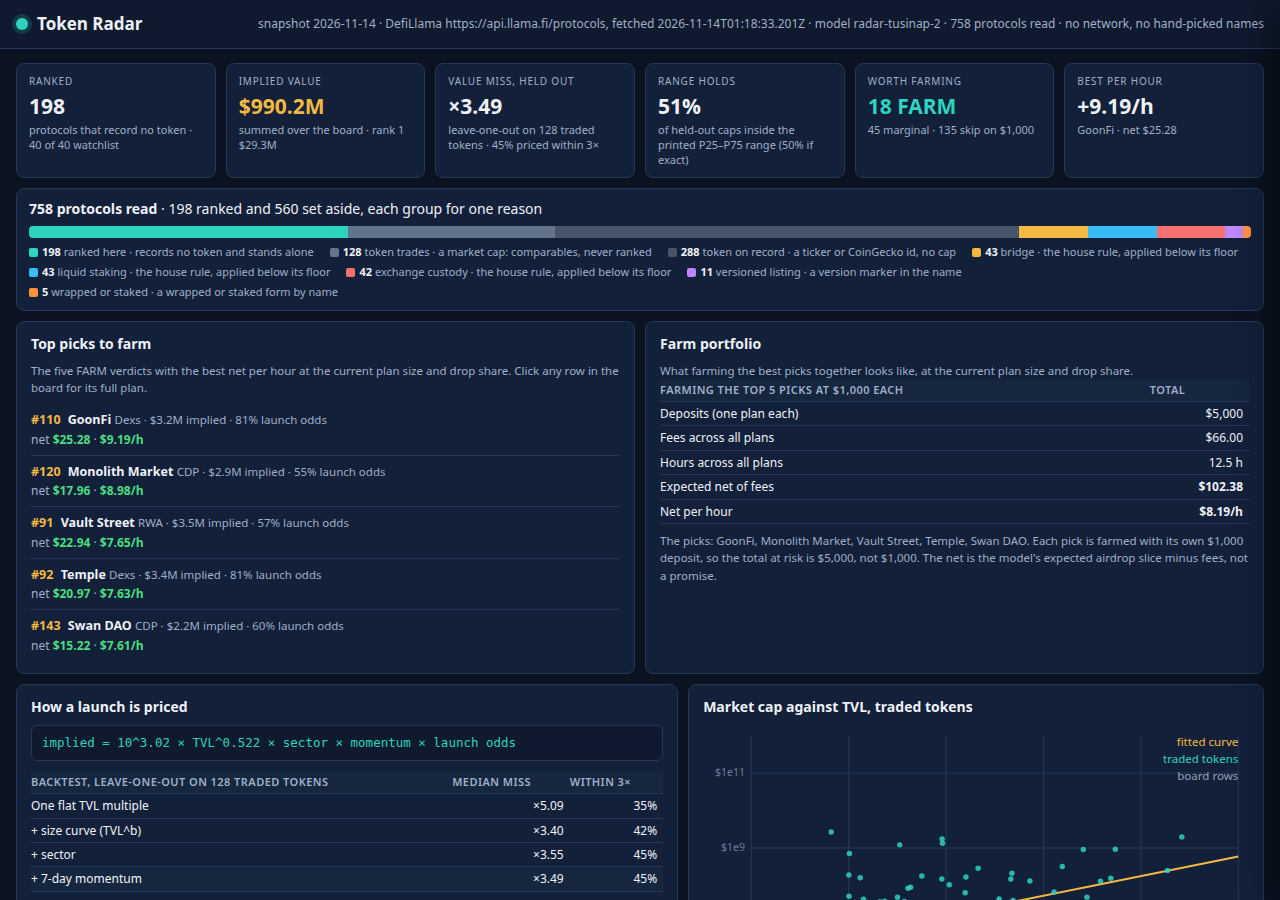 Token Radar
snapshot 2026-11-14 · DefiLlama https://api.llama.fi/protocols, fetched 2026-11-14T01:18:33.201Z · model radar-tusinap-2 · 758 protocols read · no network, no hand-picked names
RANKED
198
protocols that record no token ·
40 of 40 watchlist
IMPLIED VALUE
$990.2M
summed over the board · rank 1
$29.3M
VALUE MISS, HELD OUT
×3.49
leave-one-out on 128 traded
tokens · 45% priced within 3×
RANGE HOLDS
51%
of held-out caps inside the
printed P25–P75 range (50% if
exact)
WORTH FARMING
18 FARM
45 marginal · 135 skip on $1,000
BEST PER HOUR
+9.19/h
GoonFi · net $25.28
758 protocols read · 198 ranked and 560 set aside, each group for one reason
198 ranked here · records no token and stands alone
128 token trades · a market cap: comparables, never ranked
288 token on record · a ticker or CoinGecko id, no cap
43 bridge · the house rule, applied below its floor
43 liquid staking · the house rule, applied below its floor
42 exchange custody · the house rule, applied below its floor
11 versioned listing · a version marker in the name
5 wrapped or staked · a wrapped or staked form by name
Top picks to farm
The five FARM verdicts with the best net per hour at the current plan size and drop share. Click any row in the
board for its full plan.
#110 GoonFi Dexs · $3.2M implied · 81% launch odds
net $25.28 · $9.19/h
#120 Monolith Market CDP · $2.9M implied · 55% launch odds
net $17.96 · $8.98/h
#91 Vault Street RWA · $3.5M implied · 57% launch odds
net $22.94 · $7.65/h
#92 Temple Dexs · $3.4M implied · 81% launch odds
net $20.97 · $7.63/h
#143 Swan DAO CDP · $2.2M implied · 60% launch odds
net $15.22 · $7.61/h
Farm portfolio
What farming the best picks together looks like, at the current plan size and drop share.
FARMING THE TOP 5 PICKS AT $1,000 EACH TOTAL
Deposits (one plan each) $5,000
Fees across all plans $66.00
Hours across all plans 12.5 h
Expected net of fees $102.38
Net per hour $8.19/h
The picks: GoonFi, Monolith Market, Vault Street, Temple, Swan DAO. Each pick is farmed with its own $1,000
deposit, so the total at risk is $5,000, not $1,000. The net is the model's expected airdrop slice minus fees, not
a promise.
How a launch is priced
implied = 10^3.02 × TVL^0.522 × sector × momentum × launch odds
BACKTEST, LEAVE-ONE-OUT ON 128 TRADED TOKENS MEDIAN MISS WITHIN 3×
One flat TVL multiple ×5.09 35%
+ size curve (TVL^b) ×3.40 42%
+ sector ×3.55 45%
+ 7-day momentum ×3.49 45%
Market cap against TVL, traded tokens
fitted curve
traded tokens
board rows
$1e11
$1e9